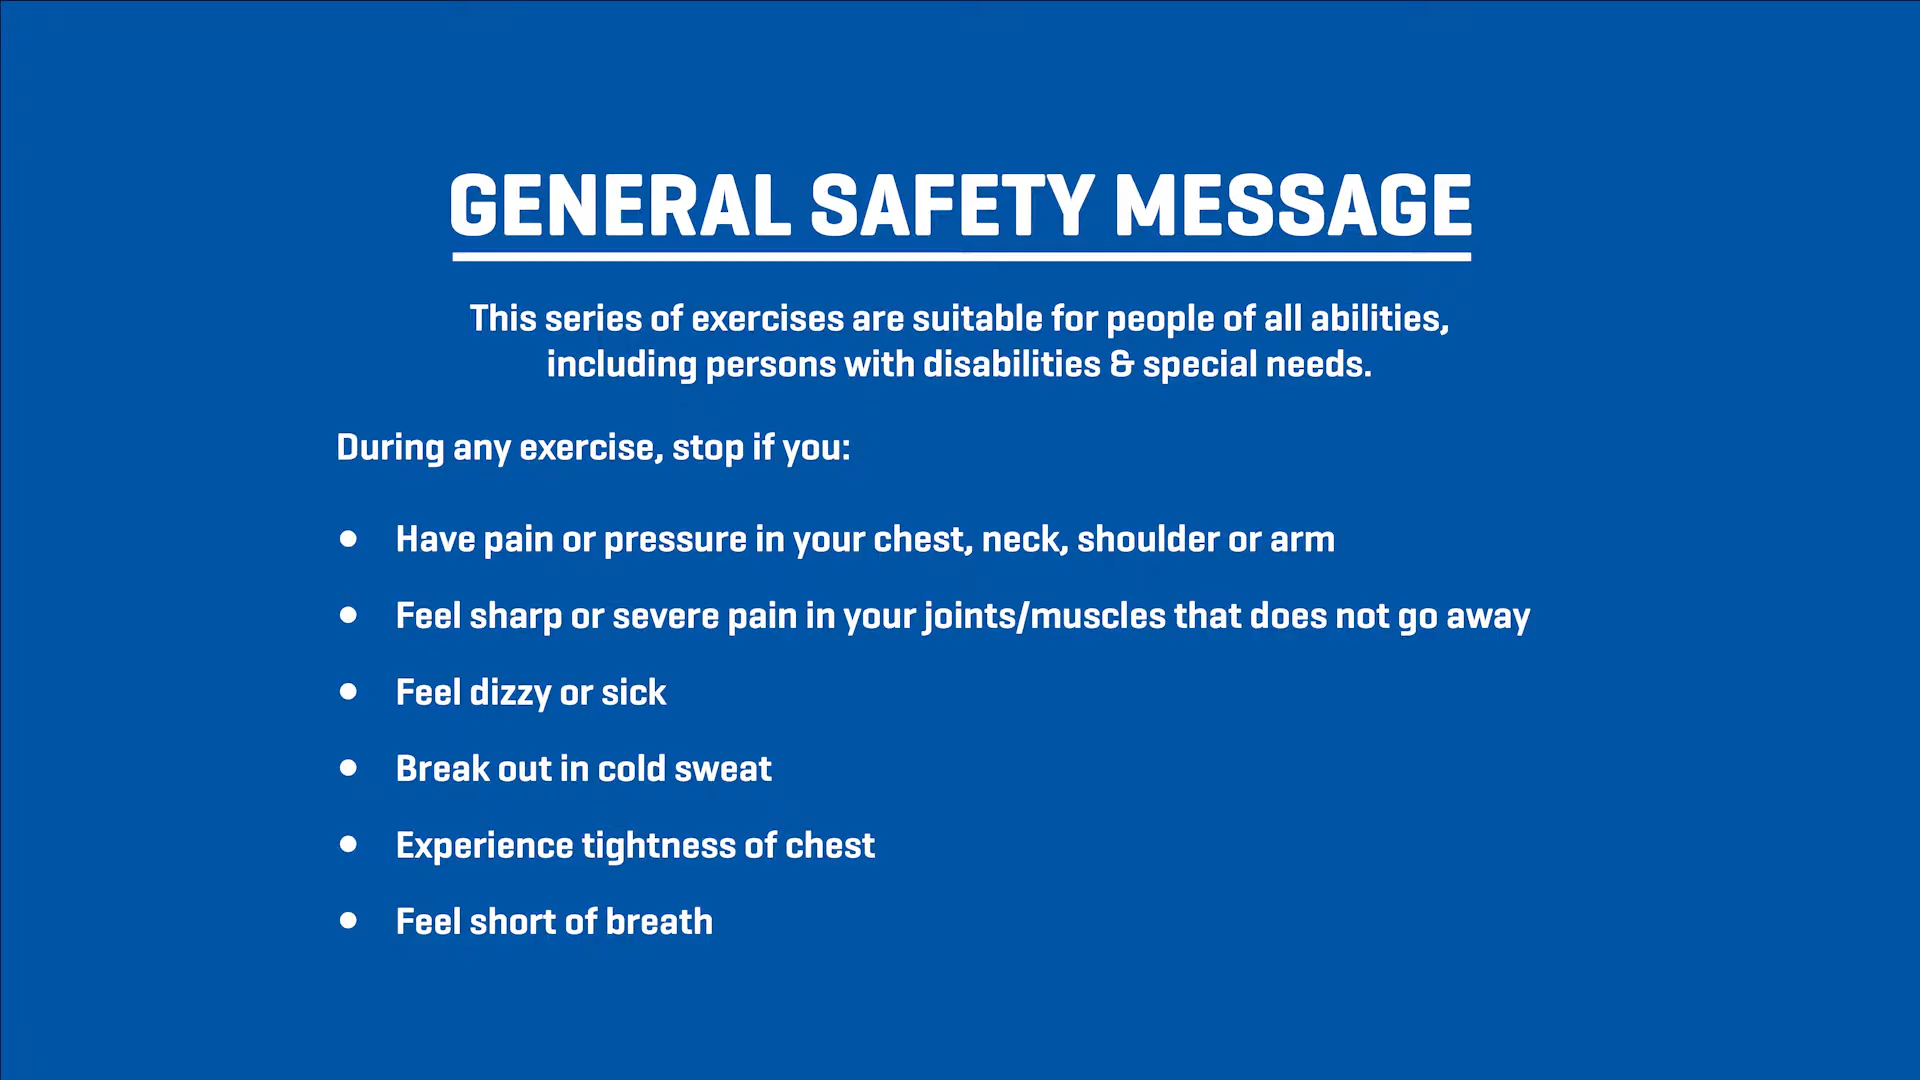 GENERAL SAFETY MESSAGE
This series of exercises are suitable for people of all abilities,
including persons with disabilities & special needs.
During any exercise, stop if you:
• Have pain or pressure in your chest, neck, shoulder or arm
• Feel sharp or severe pain in your joints/muscles that does not go away
• Feel dizzy or sick
• Break out in cold sweat
• Experience tightness of chest
• Feel short of breath